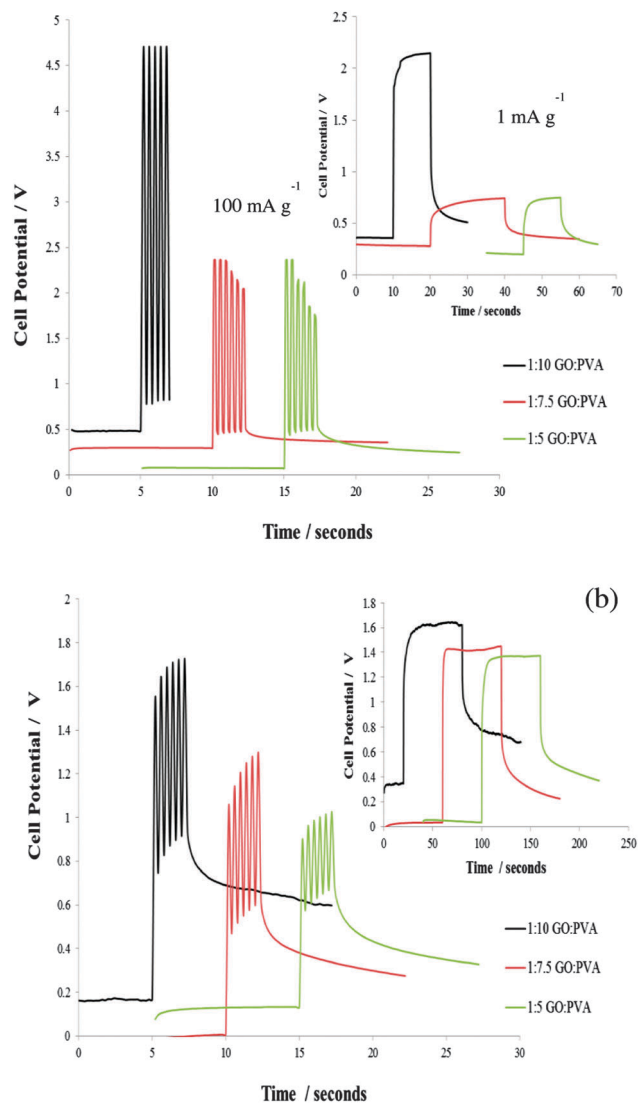 5
4.5
4
3.5
3
2.5
2
1.5
1
0.5
0
Cell Potential / V
0 5 10 15 20 25 30
Time / seconds
100 mA g-1
2.5
2
1.5
1
0.5
0
Cell Potential / V
0 10 20 30 40 50 60 70
Time / seconds
1 mA g-1
1:10 GO:PVA
1:7.5 GO:PVA
1:5 GO:PVA
(b)
2
1.8
1.6
1.4
1.2
1
0.8
0.6
0.4
0.2
0
Cell Potential / V
0 5 10 15 20 25 30
Time / seconds
1.8
1.6
1.4
1.2
1
0.8
0.6
0.4
0.2
0
Cell Potential / V
0 50 100 150 200 250
Time / seconds
1:10 GO:PVA
1:7.5 GO:PVA
1:5 GO:PVA